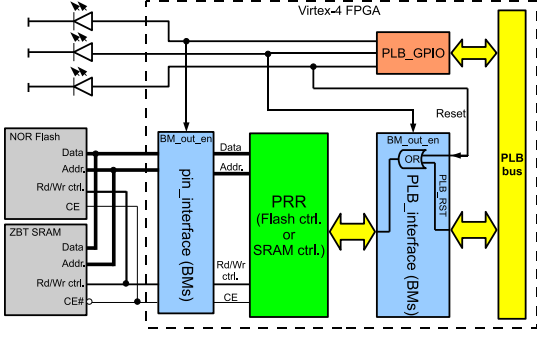 Virtex-4 FPGA
PLB_GPIO
Reset
NOR Flash
Data
Addr.
Rd/Wr ctrl.
CE
ZBT SRAM
Data
Addr.
Rd/Wr ctrl.
CE#
BM_out_en
pin_interface (BMs)
Data
Addr.
Rd/Wr
ctrl.
CE
PRR
(Flash ctrl.
or
SRAM ctrl.)
BM_out_en
OR
PLB_RST
PLB_interface (BMs)
PLB
bus